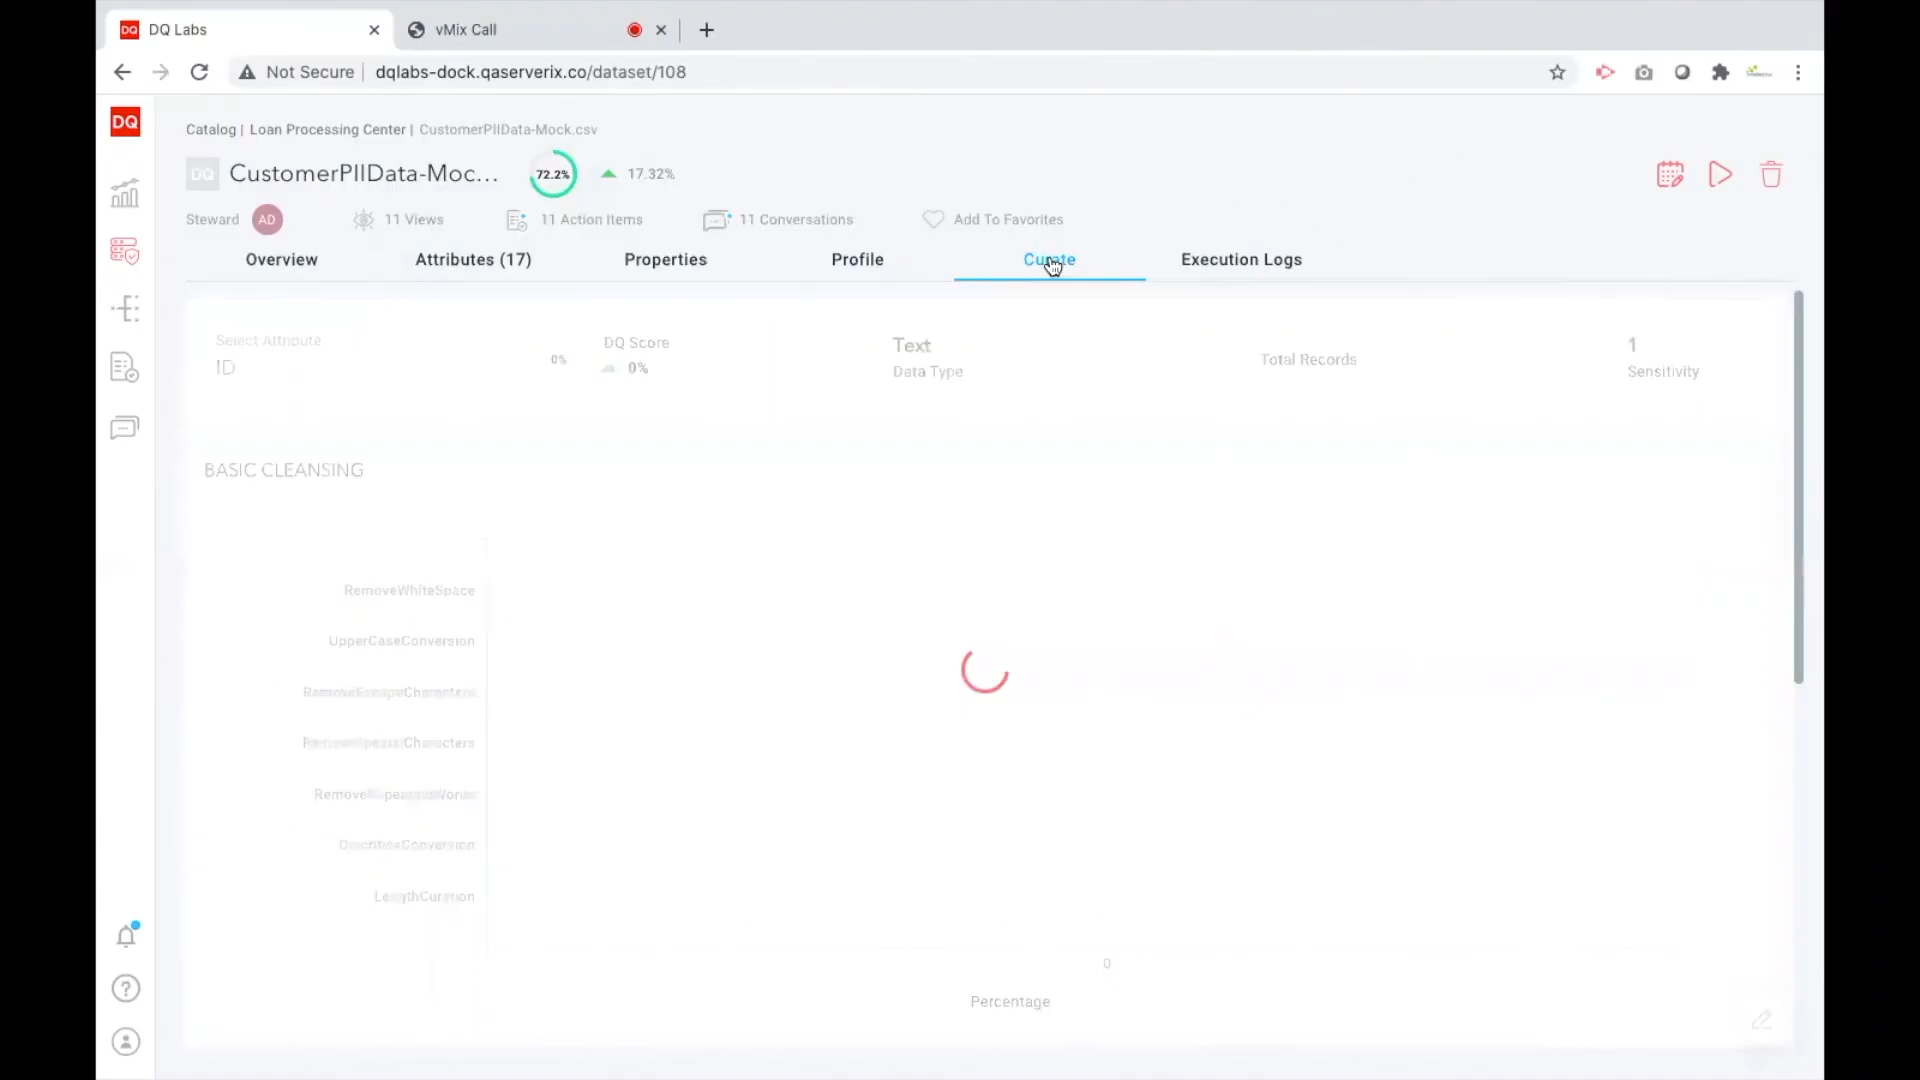 DQ DQ Labs
vMix Call
Not Secure dqlabs-dock.qaserverix.co/dataset/108
DQ
Catalog | Loan Processing Center | CustomerPIIData-Mock.csv
DQ CustomerPIIData-Moc... 72.2% 17.32%
Steward AD 11 Views 11 Action Items 11 Conversations Add To Favorites
Overview Attributes (17) Properties Profile Curate Execution Logs
Select Attribute
ID
0%
DQ Score
0%
Text
Data Type
Total Records
1
Sensitivity
BASIC CLEANSING
RemoveWhiteSpace
UpperCaseConversion
0
Percentage